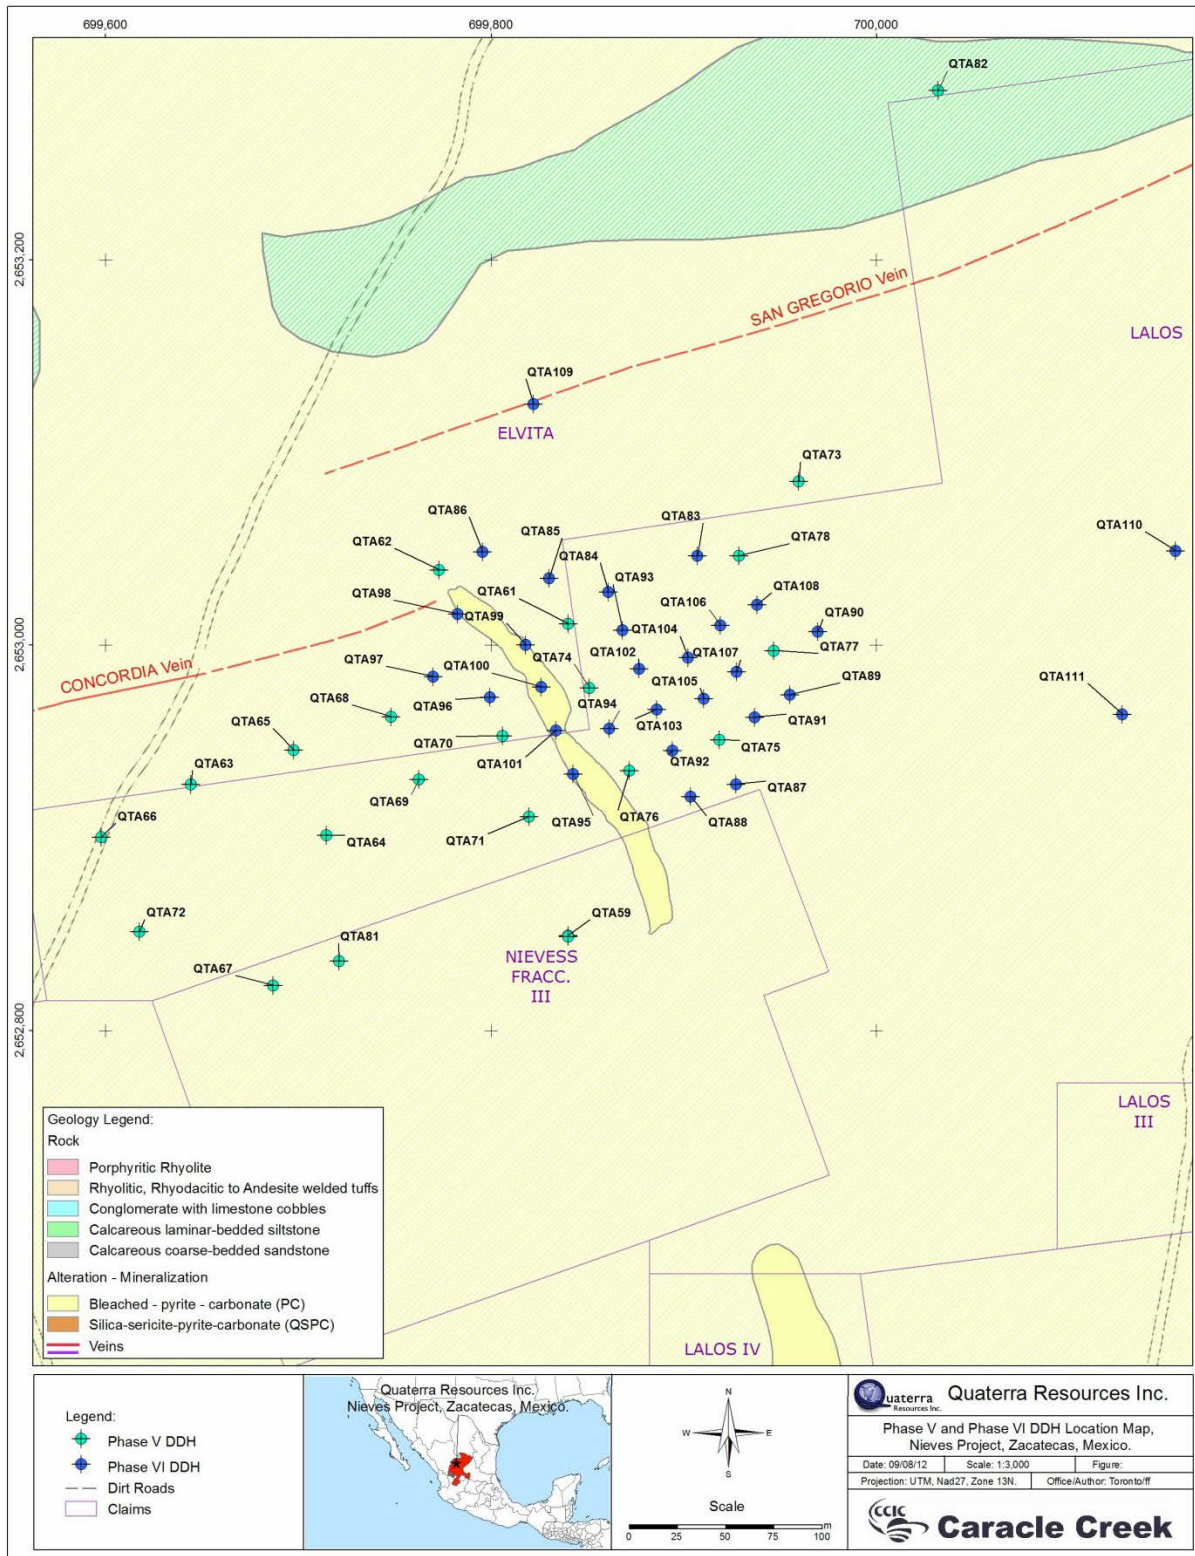 699,600
699,800
700,000
QTA82
2,653,200
SAN GREGORIO Vein
LALOS
QTA109
ELVITA
QTA73
QTA86
QTA85
QTA83
QTA110
QTA62
QTA84
QTA78
QTA93
QTA98
QTA61
QTA106
QTA108
QTA99
QTA90
2,653,000
QTA104
QTA97
QTA100
QTA74
QTA102
QTA107
QTA77
CONCORDIA Vein
QTA111
QTA68
QTA96
QTA94
QTA105
QTA89
QTA65
QTA103
QTA70
QTA91
QTA63
QTA101
QTA92
QTA75
QTA69
QTA87
QTA66
QTA64
QTA71
QTA95
QTA76
QTA88
QTA72
QTA59
QTA81
QTA67
NIEVESS
FRACC.
III
2,652,800
LALOS
III
LALOS IV
Geology Legend:
Rock
Porphyritic Rhyolite
Rhyolitic, Rhyodacitic to Andesite welded tuffs
Conglomerate with limestone cobbles
Calcareous laminar-bedded siltstone
Calcareous coarse-bedded sandstone
Alteration - Mineralization
Bleached - pyrite - carbonate (PC)
Silica-sericite-pyrite-carbonate (QSPC)
Veins
Legend:
Phase V DDH
Phase VI DDH
Dirt Roads
Claims
Quaterra Resources Inc.
Nieves Project, Zacatecas, Mexico.
N
W E
S
Scale
m
0 25 50 75 100
Quaterra
Resources Inc.
Quaterra Resources Inc.
Phase V and Phase VI DDH Location Map,
Nieves Project, Zacatecas, Mexico.
Date: 09/08/12 Scale: 1:3,000 Figure:
Projection: UTM, Nad27, Zone 13N. Office/Author: Toronto/ff
CCIC
Caracle Creek